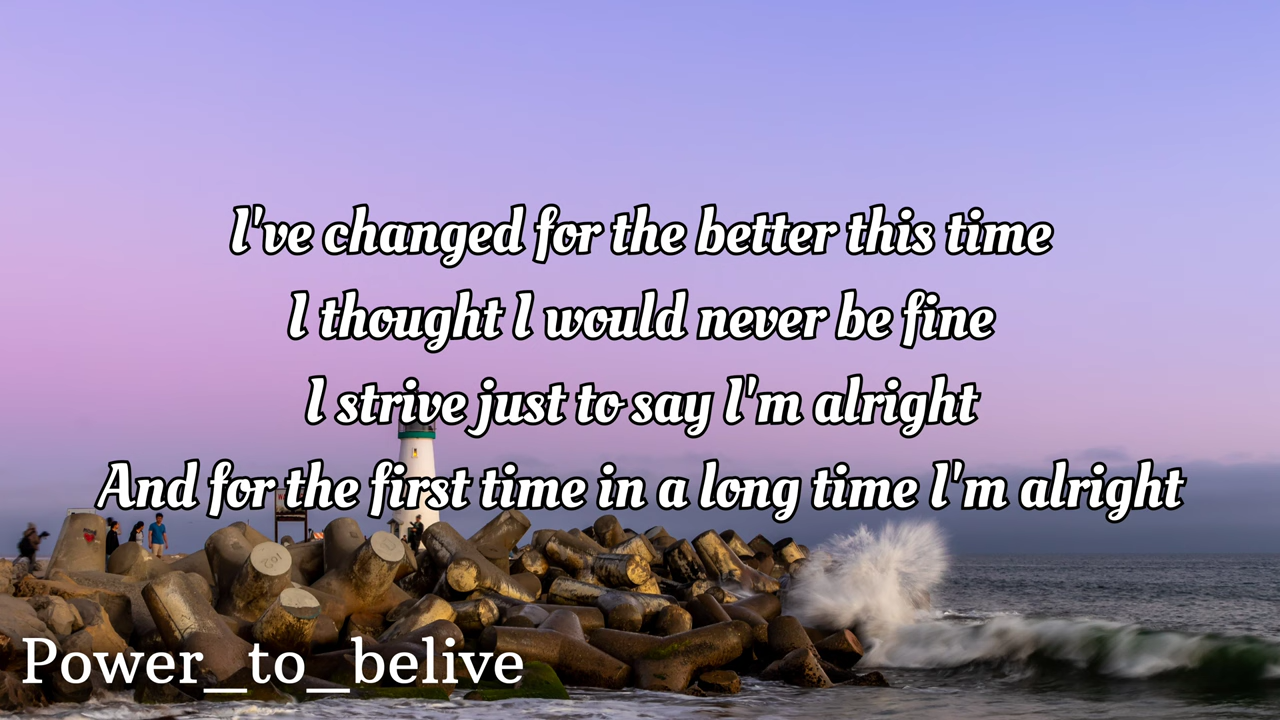 I've changed for the better this time
I thought I would never be fine
I strive just to say I'm alright
And for the first time in a long time I'm alright
Power_to_belive